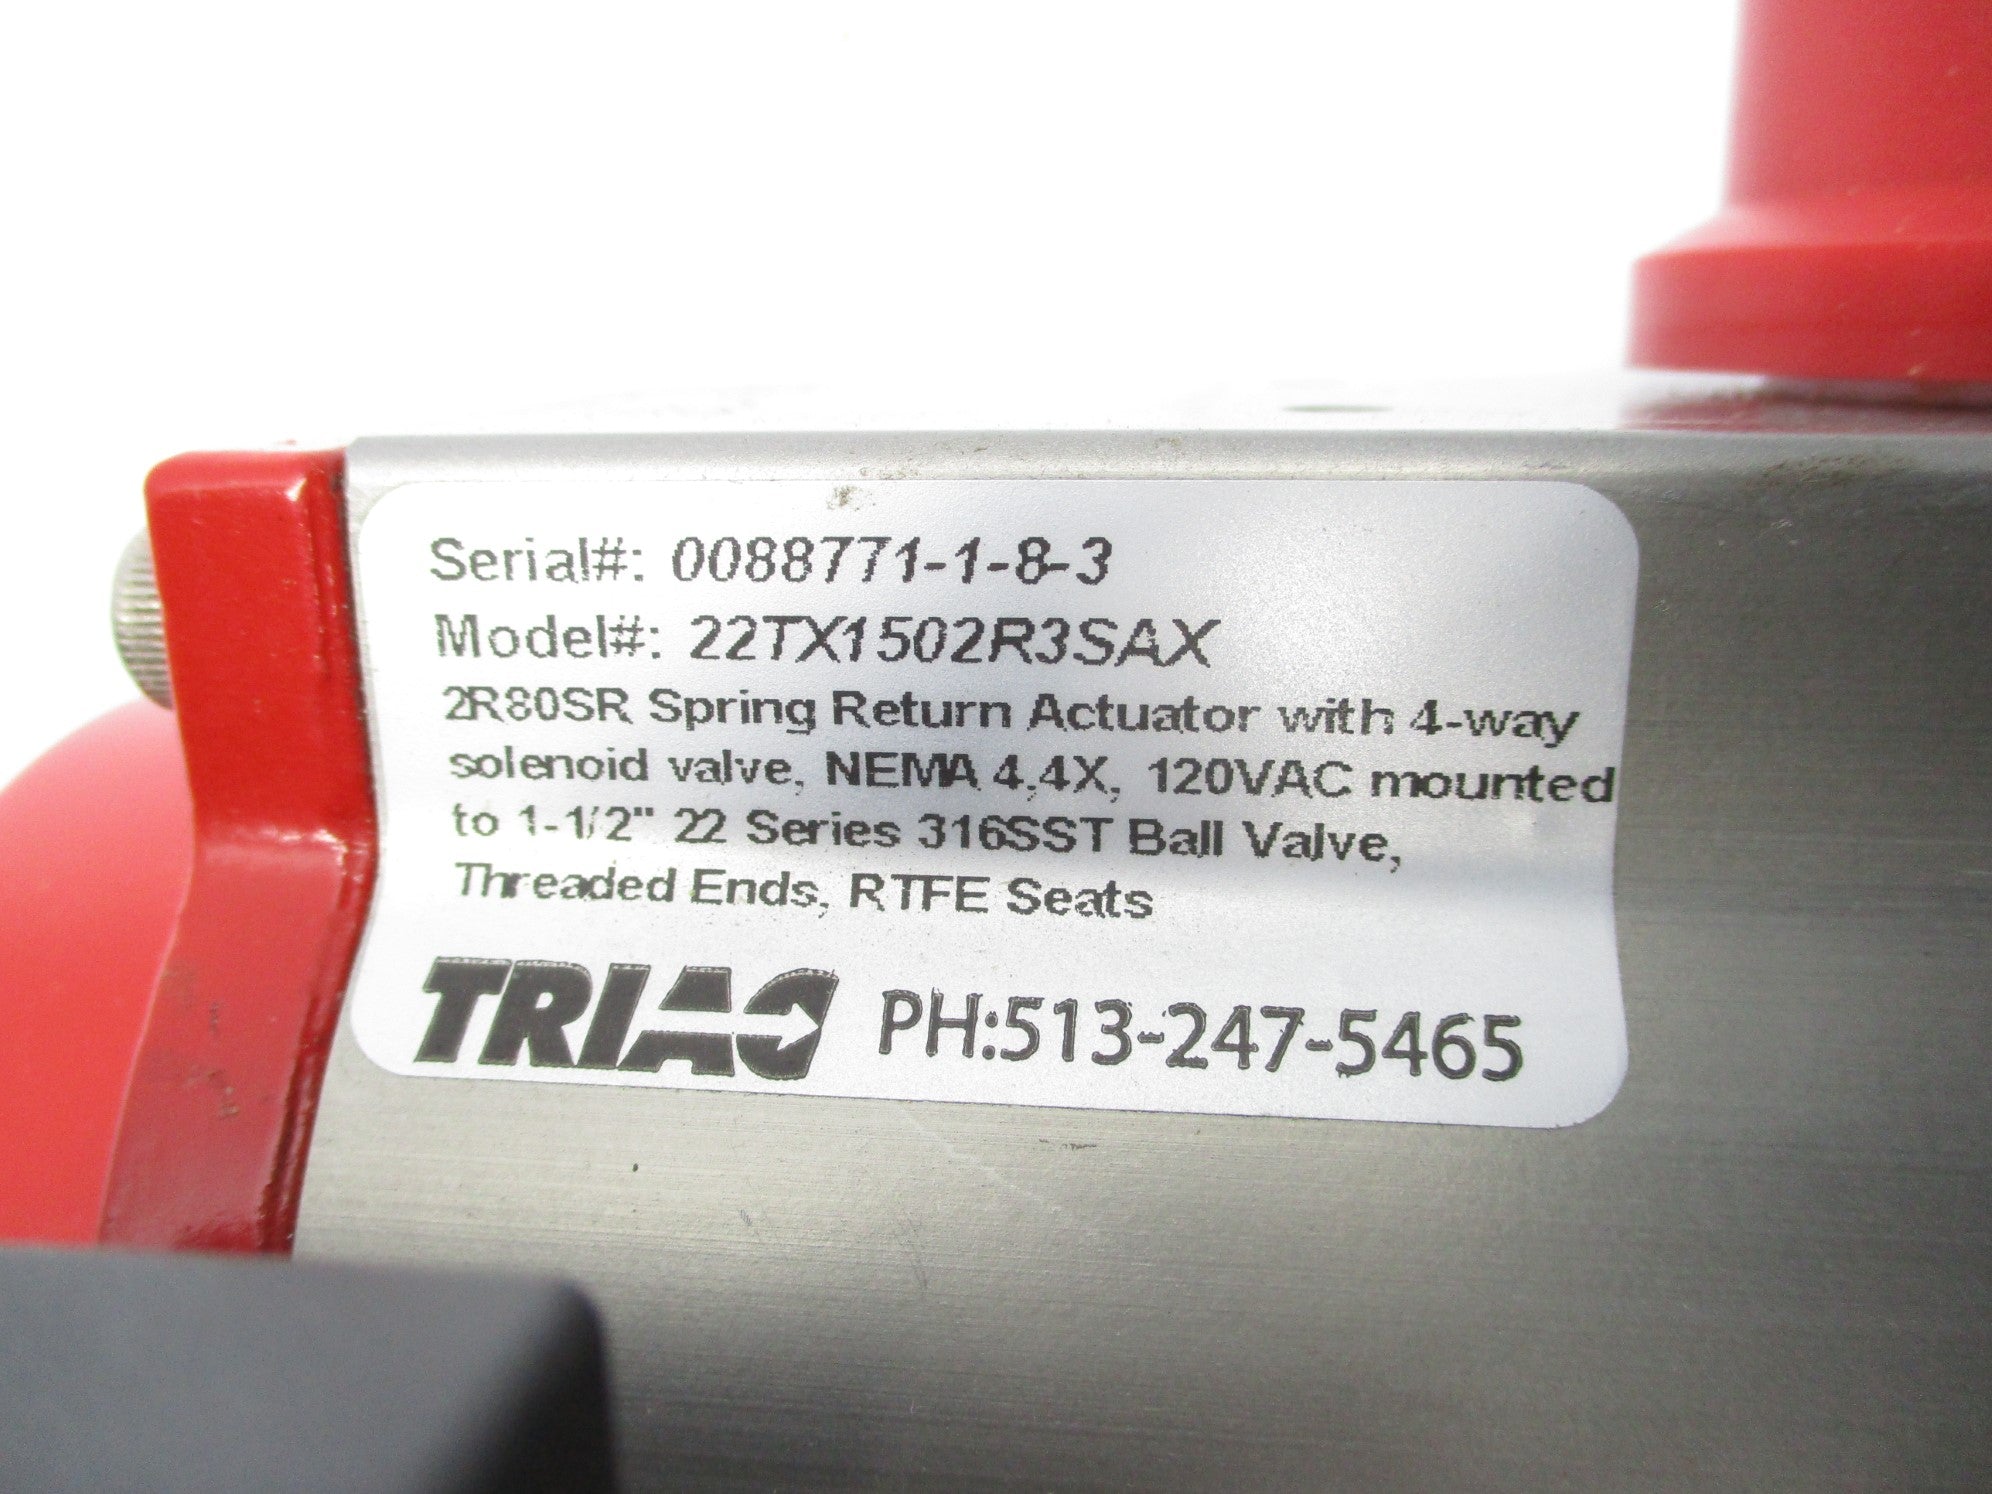 Serial#: 0088771-1-8-3
Model#: 22TX1502R3SAX
2R80SR Spring Return Actuator with 4-way
solenoid valve, NEMA 4,4X, 120VAC mounted
to 1-1/2" 22 Series 316SST Ball Valve,
Threaded Ends, RTFE Seats
TRIAC PH:513-247-5465